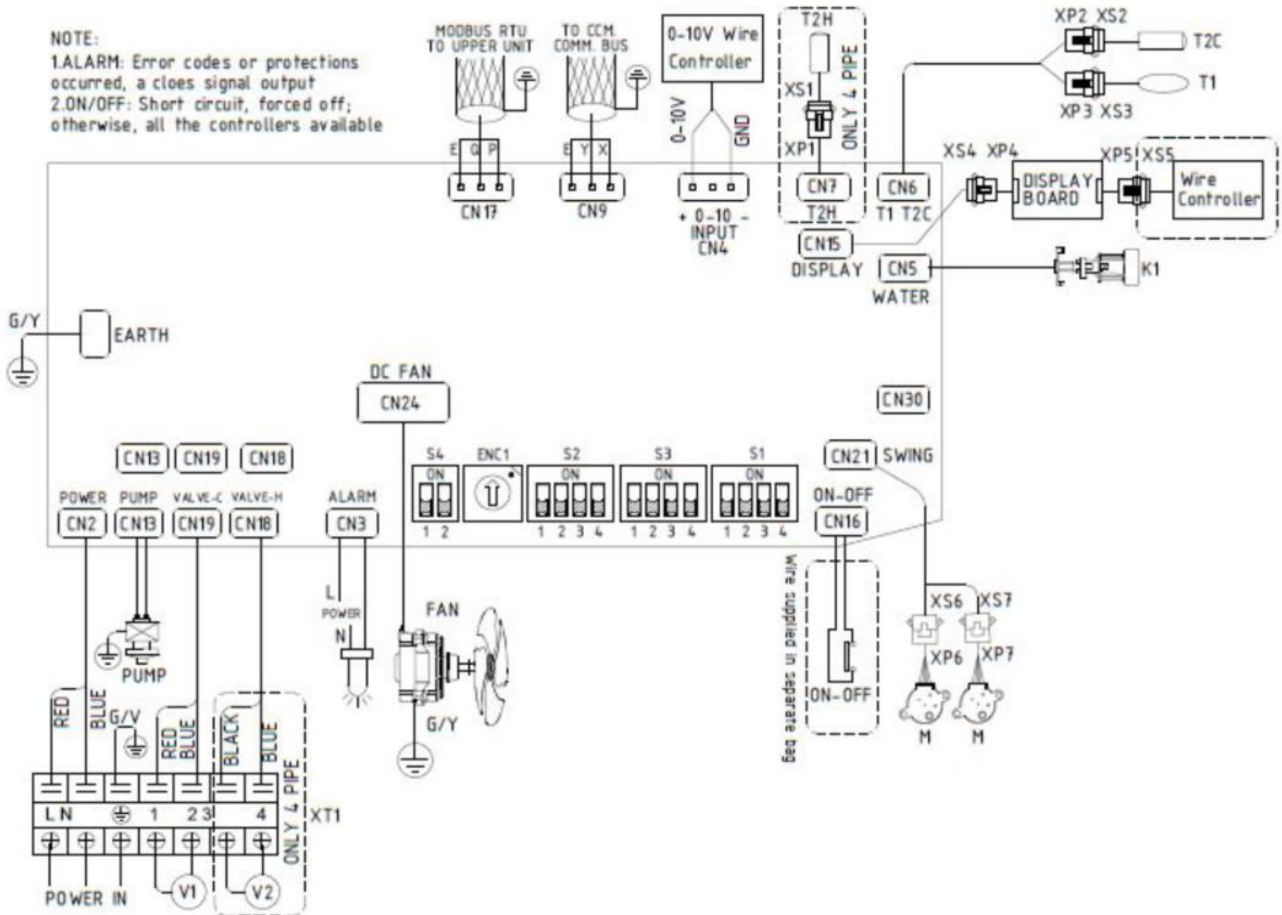 NOTE:
1.ALARM: Error codes or protections
occurred, a cloes signal output
2.ON/OFF: Short circuit, forced off;
otherwise, all the controllers available
MODBUS RTU
TO UPPER UNIT
E Q P
CN17
TO CCM.
COMM. BUS
E Y X
CN9
0-10V Wire
Controller
0-10V
GND
+ 0-10 -
INPUT
CN4
T2H
XS1
XP1
ONLY 4 PIPE
CN7
T2H
XP2 XS2
T2C
T1
XP3 XS3
CN6
T1 T2C
XS4 XP4
DISPLAY
BOARD
XP5 XS5
Wire
Controller
CN15
DISPLAY
CN5
WATER
K1
G/Y
EARTH
DC FAN
CN24
CN30
CN13 CN19 CN18
POWER PUMP VALVE-C VALVE-H
CN2 CN13 CN19 CN18
ALARM
CN3
S4
ON
1 2
ENC1
S2
ON
1 2 3 4
S3
ON
1 2 3 4
S1
ON
1 2 3 4
CN21 SWING
ON-OFF
CN16
wire supplied in separate bag
ON-OFF
XS6 XS7
XP6 XP7
M M
L
POWER
N
FAN
G/Y
PUMP
RED
BLUE
G/V
RED
BLUE
BLACK
BLUE
ONLY 4 PIPE
L N 1 2 3 4
XT1
POWER IN
V1
V2